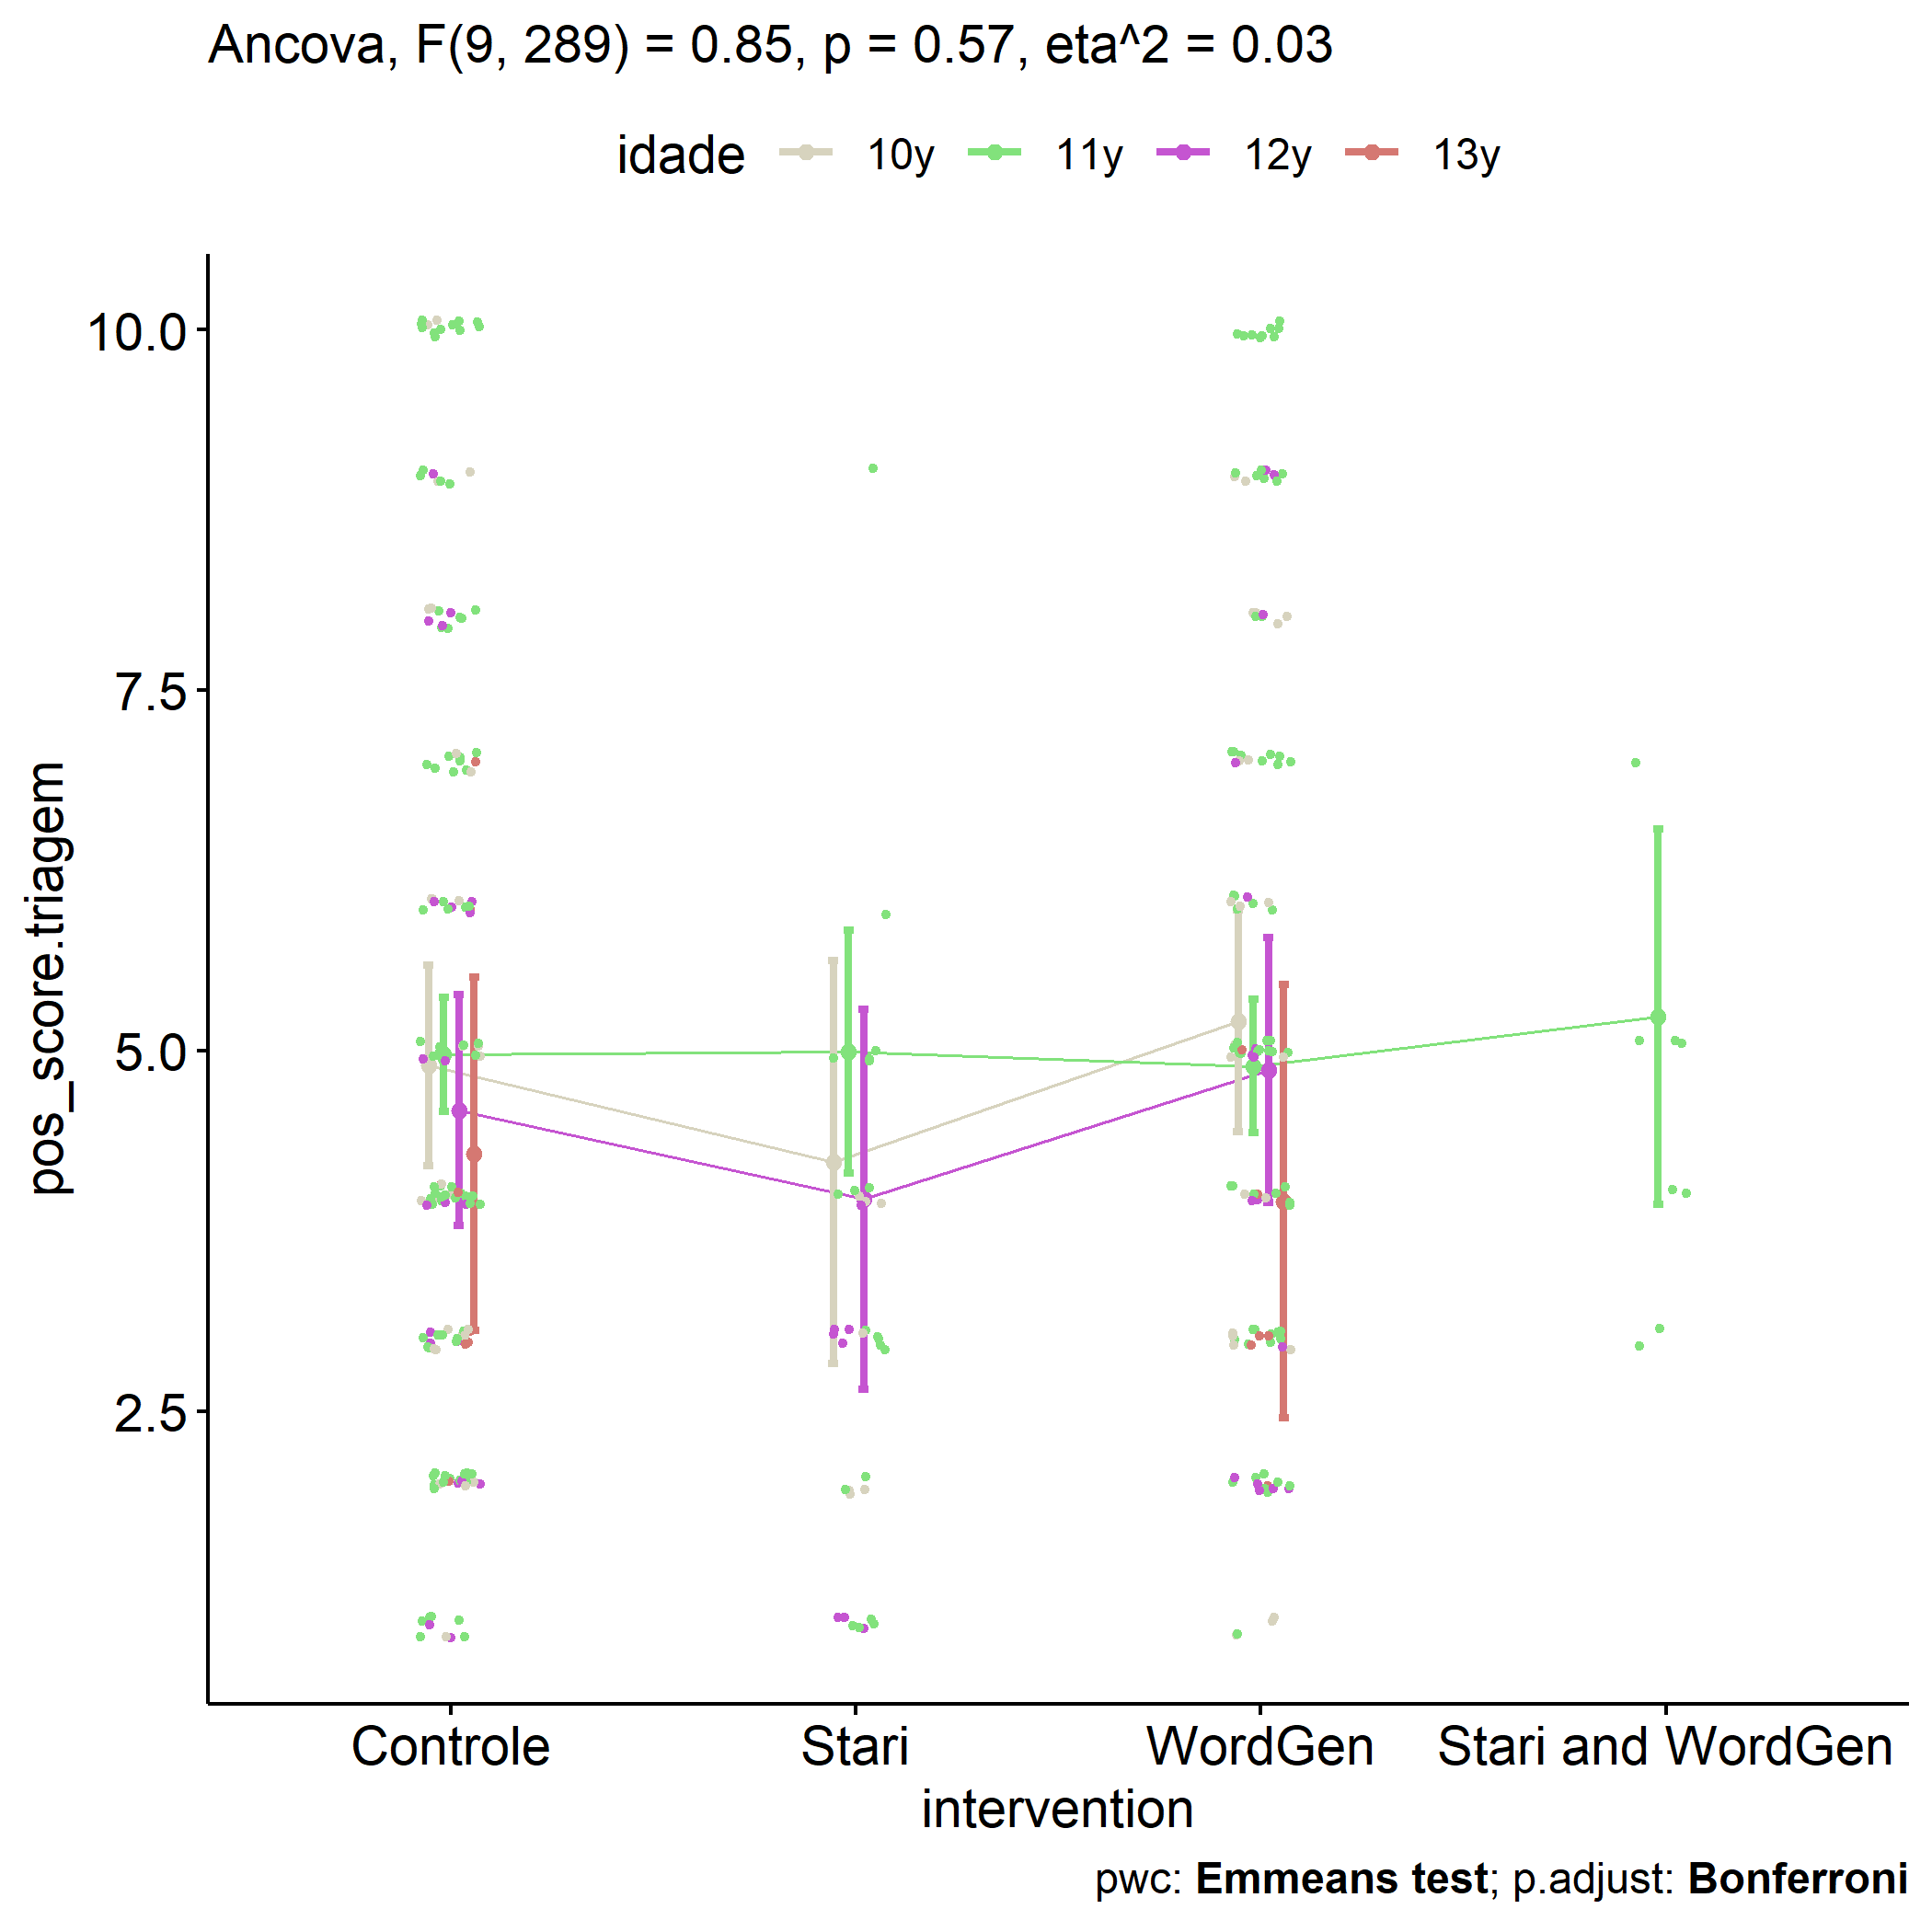 Ancova, F(9, 289) = 0.85, p = 0.57, eta^2 = 0.03
idade 10y 11y 12y 13y
pos_score.triagem
10.0
7.5
5.0
2.5
Controle Stari WordGen Stari and WordGen
intervention
pwc: Emmeans test; p.adjust: Bonferroni